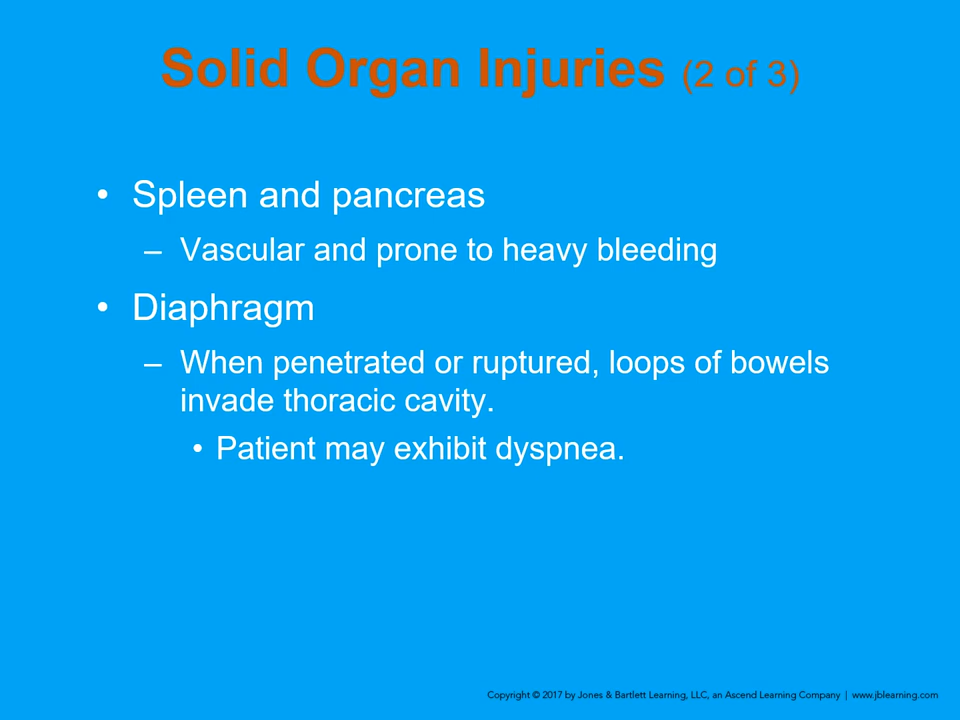 Solid Organ Injuries (2 of 3)
• Spleen and pancreas
– Vascular and prone to heavy bleeding
• Diaphragm
– When penetrated or ruptured, loops of bowels
invade thoracic cavity.
• Patient may exhibit dyspnea.
Copyright © 2017 by Jones & Bartlett Learning, LLC, an Ascend Learning Company | www.jblearning.com